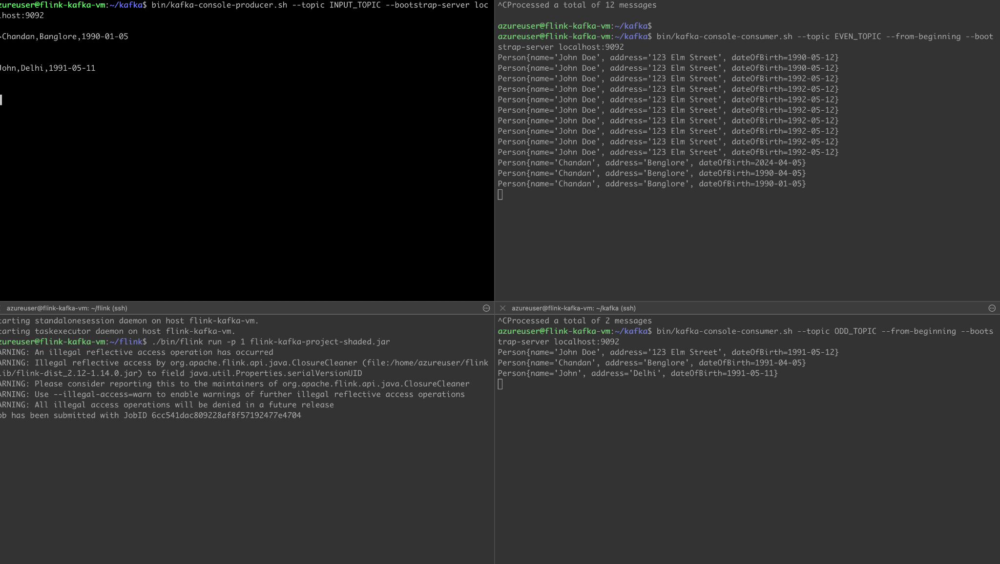 zureuser@flink-kafka-vm:~/kafka$ bin/kafka-console-producer.sh --topic INPUT_TOPIC --bootstrap-server loc
lhost:9092
>Chandan,Banglore,1990-01-05
John,Delhi,1991-05-11
^CProcessed a total of 12 messages
azureuser@flink-kafka-vm:~/kafka$
azureuser@flink-kafka-vm:~/kafka$ bin/kafka-console-consumer.sh --topic EVEN_TOPIC --from-beginning --boot
strap-server localhost:9092
Person{name='John Doe', address='123 Elm Street', dateOfBirth=1990-05-12}
Person{name='John Doe', address='123 Elm Street', dateOfBirth=1990-05-12}
Person{name='John Doe', address='123 Elm Street', dateOfBirth=1992-05-12}
Person{name='John Doe', address='123 Elm Street', dateOfBirth=1992-05-12}
Person{name='John Doe', address='123 Elm Street', dateOfBirth=1992-05-12}
Person{name='John Doe', address='123 Elm Street', dateOfBirth=1992-05-12}
Person{name='John Doe', address='123 Elm Street', dateOfBirth=1992-05-12}
Person{name='John Doe', address='123 Elm Street', dateOfBirth=1992-05-12}
Person{name='John Doe', address='123 Elm Street', dateOfBirth=1992-05-12}
Person{name='John Doe', address='123 Elm Street', dateOfBirth=1992-05-12}
Person{name='Chandan', address='Benglore', dateOfBirth=2024-04-05}
Person{name='Chandan', address='Benglore', dateOfBirth=1990-04-05}
Person{name='Chandan', address='Banglore', dateOfBirth=1990-01-05}
azureuser@flink-kafka-vm: ~/flink (ssh)
tarting standalonesession daemon on host flink-kafka-vm.
tarting taskexecutor daemon on host flink-kafka-vm.
zureuser@flink-kafka-vm:~/flink$ ./bin/flink run -p 1 flink-kafka-project-shaded.jar
ARNING: An illegal reflective access operation has occurred
ARNING: Illegal reflective access by org.apache.flink.api.java.ClosureCleaner (file:/home/azureuser/flink
lib/flink-dist_2.12-1.14.0.jar) to field java.util.Properties.serialVersionUID
ARNING: Please consider reporting this to the maintainers of org.apache.flink.api.java.ClosureCleaner
ARNING: Use --illegal-access=warn to enable warnings of further illegal reflective access operations
ARNING: All illegal access operations will be denied in a future release
ob has been submitted with JobID 6cc541dac809228af8f57192477e4704
azureuser@flink-kafka-vm: ~/kafka (ssh)
^CProcessed a total of 2 messages
azureuser@flink-kafka-vm:~/kafka$ bin/kafka-console-consumer.sh --topic ODD_TOPIC --from-beginning --boots
trap-server localhost:9092
Person{name='John Doe', address='123 Elm Street', dateOfBirth=1991-05-12}
Person{name='Chandan', address='Benglore', dateOfBirth=1991-04-05}
Person{name='John', address='Delhi', dateOfBirth=1991-05-11}